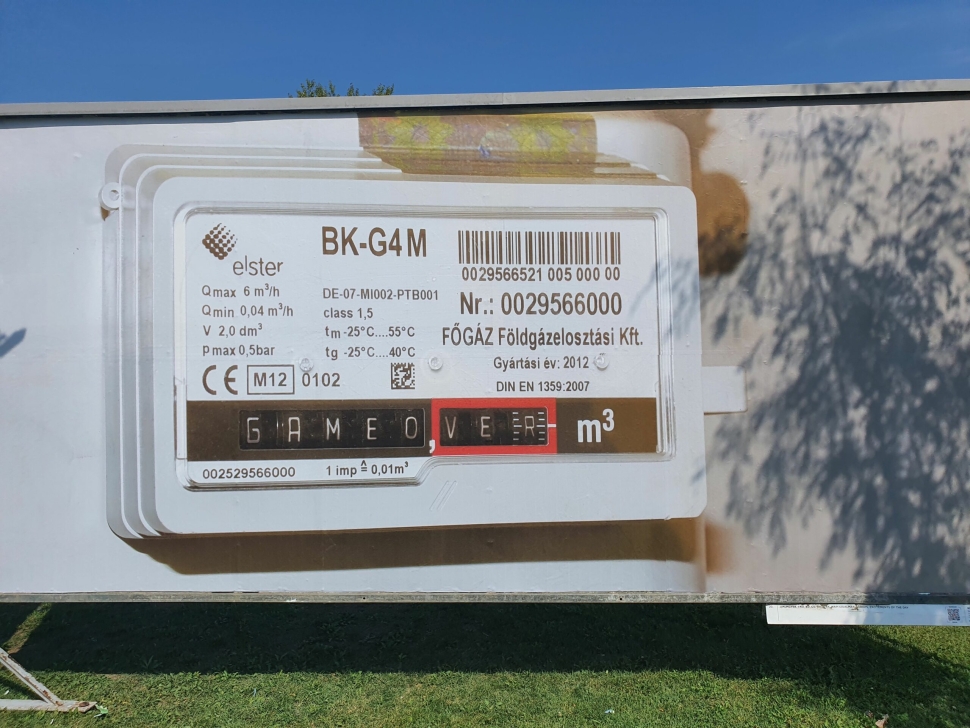 elster
BK-G4M
0029566521 005 000 00
Qmax 6 m³/h
Qmin 0,04 m³/h
V 2,0 dm³
pmax 0,5bar
DE-07-MI002-PTB001
class 1,5
tm -25°C....55°C
tg -25°C....40°C
Nr.: 0029566000
FŐGÁZ Földgázelosztási Kft.
Gyártási év: 2012
DIN EN 1359:2007
CE M12 0102
GAMEO,VER m³
002529566000 1 imp ≙ 0,01m³